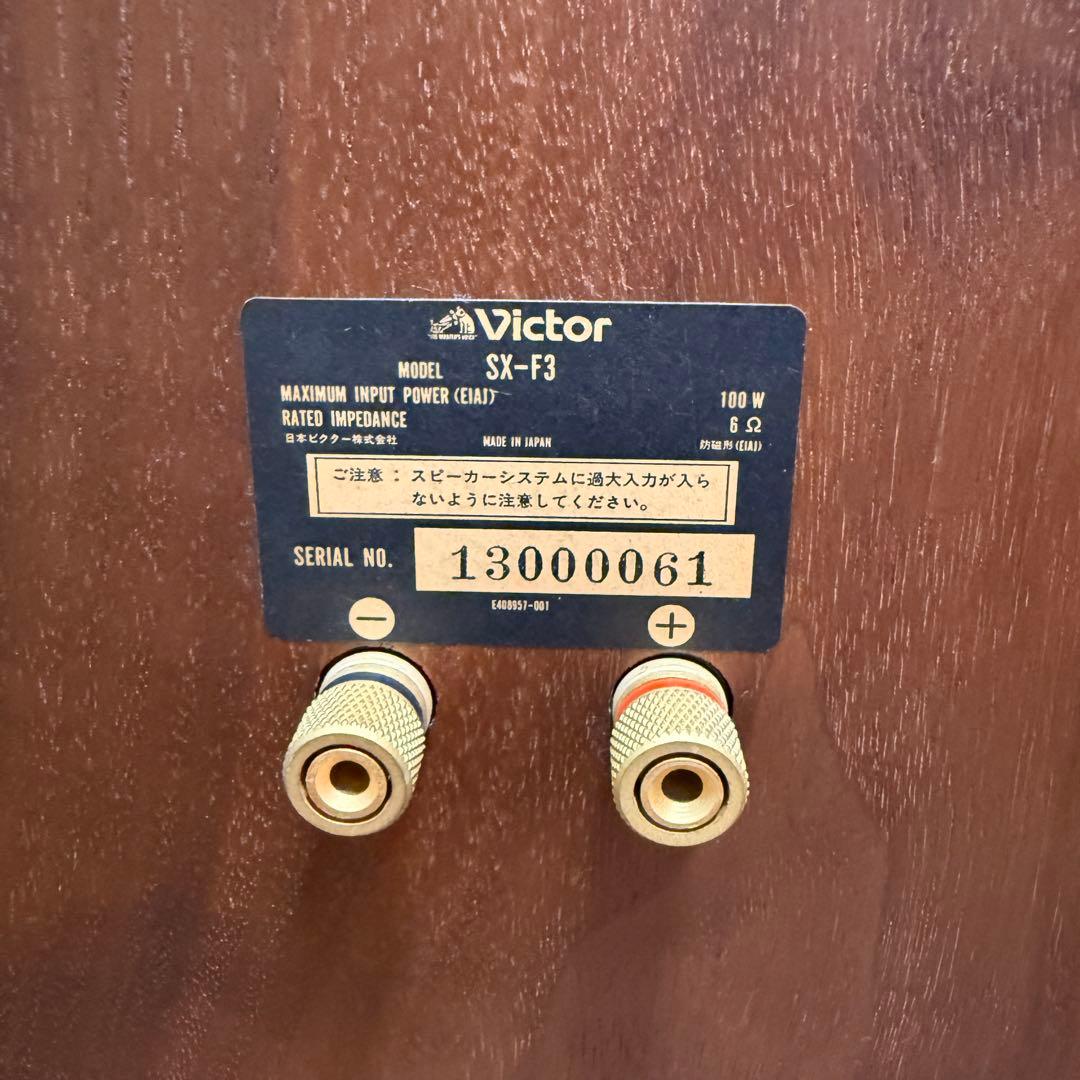 "HIS MASTER'S VOICE"
Victor
MODEL SX-F3
MAXIMUM INPUT POWER (EIAJ) 100 W
RATED IMPEDANCE 6 Ω
日本ビクター株式会社 MADE IN JAPAN 防磁形(EIAJ)
ご注意 : スピーカーシステムに過大入力が入ら
ないように注意してください。
SERIAL NO. 13000061
E408957-001
− +